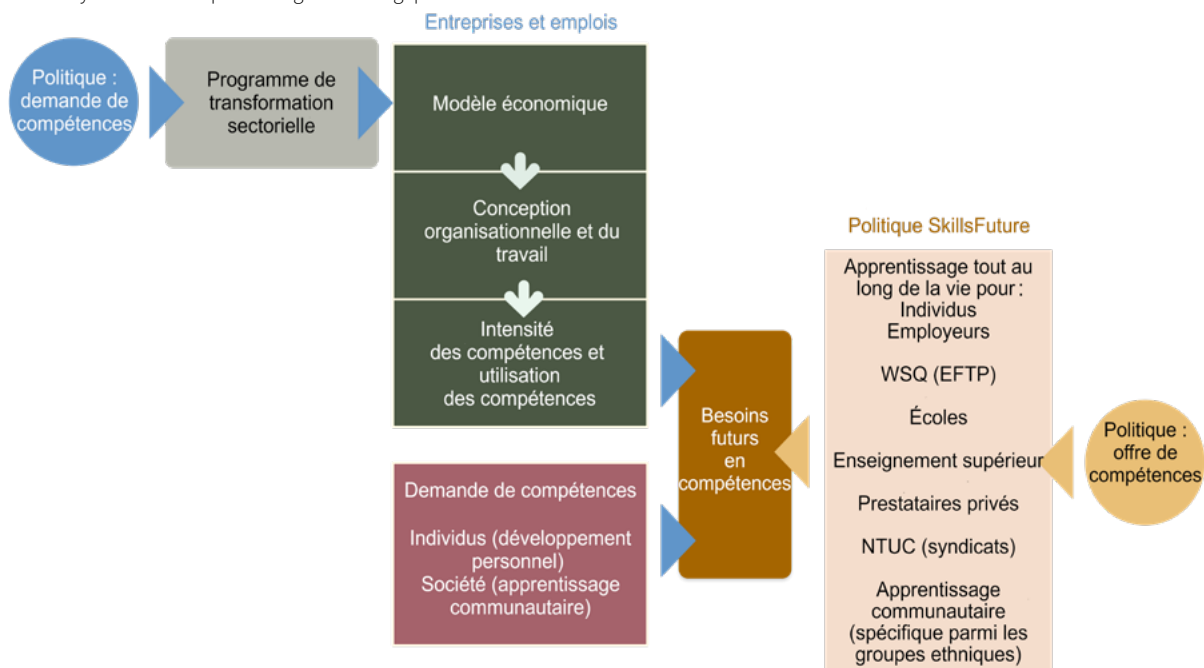 Entreprises et emplois
Politique :
demande de
compétences
Programme de
transformation
sectorielle
Modèle économique
Conception
organisationnelle et du
travail
Intensité
des compétences et
utilisation
des compétences
Demande de compétences
Individus (développement
personnel)
Société (apprentissage
communautaire)
Besoins
futurs
en
compétences
Politique SkillsFuture
Apprentissage tout au
long de la vie pour :
Individus
Employeurs
WSQ (EFTP)
Écoles
Enseignement supérieur
Prestataires privés
NTUC (syndicats)
Apprentissage
communautaire
(spécifique parmi les
groupes ethniques)
Politique :
offre de
compétences